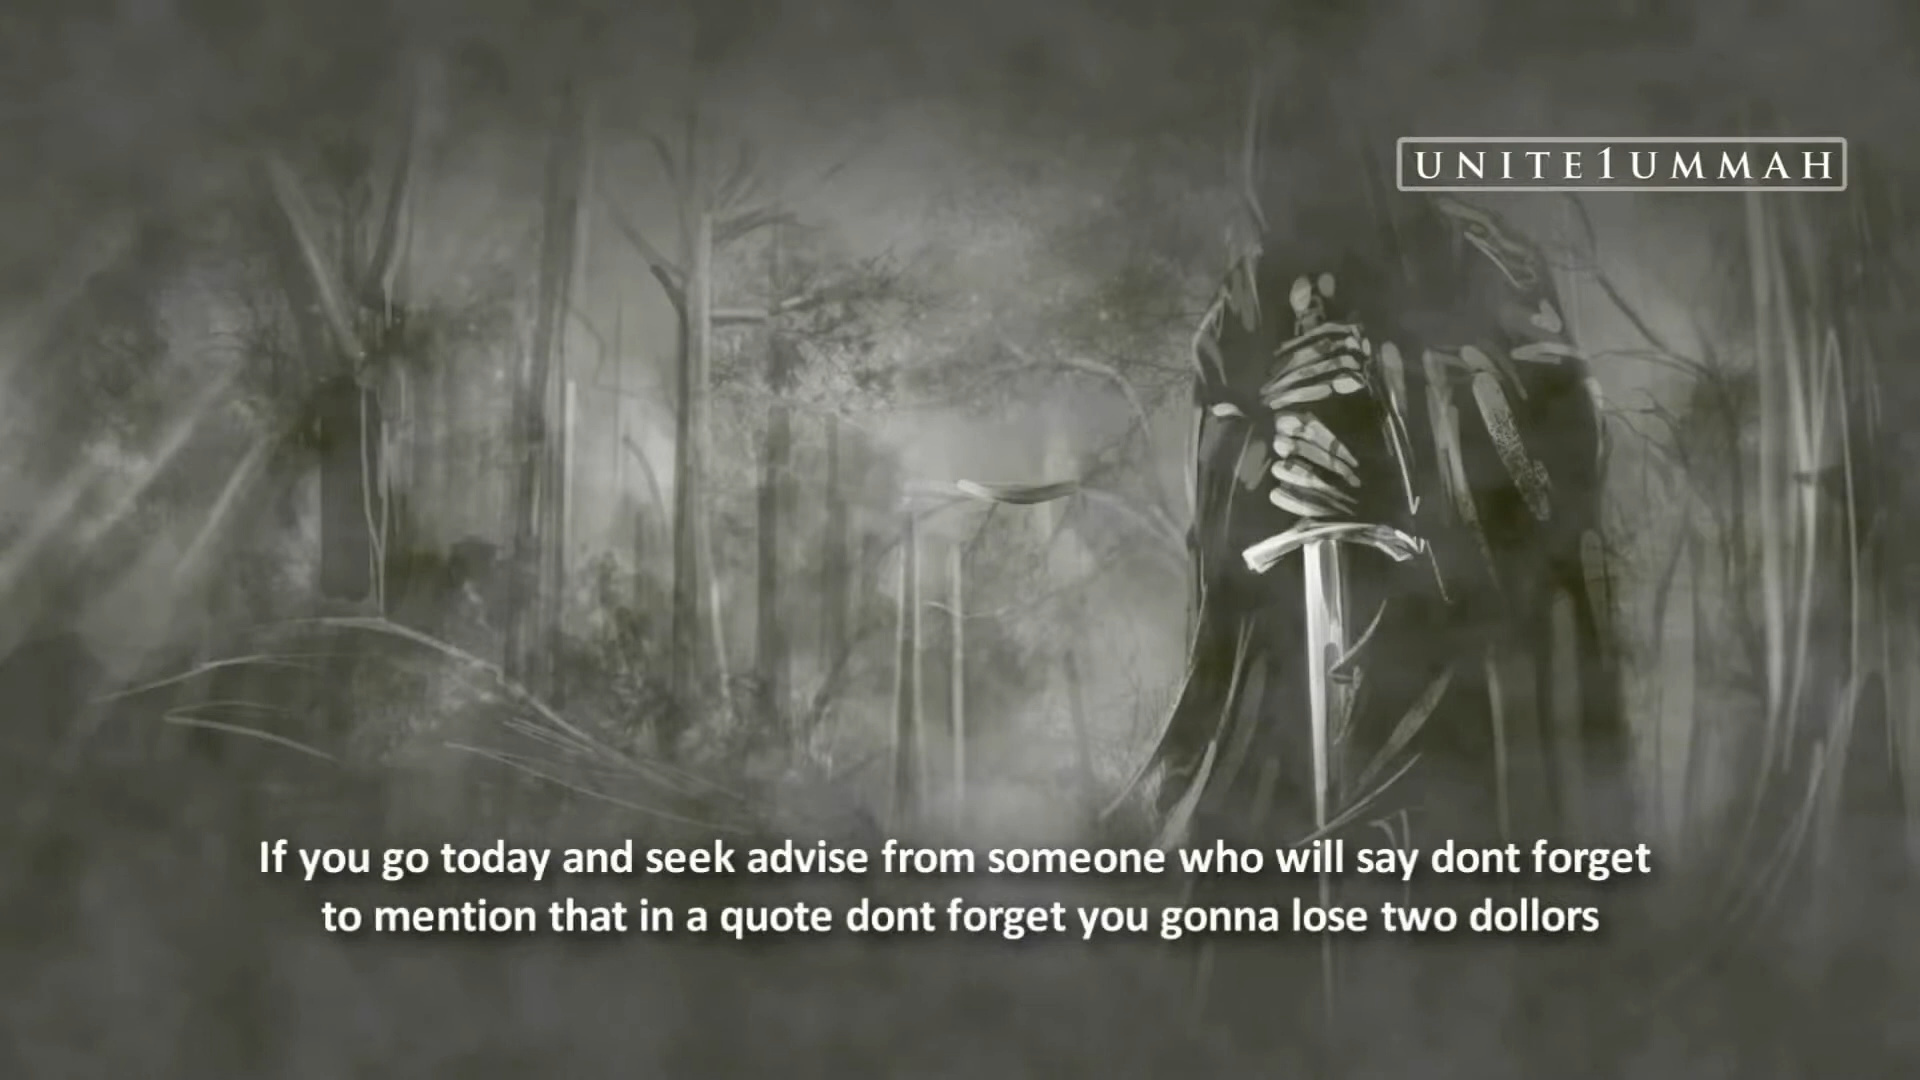 UNITE1UMMAH
If you go today and seek advise from someone who will say dont forget
to mention that in a quote dont forget you gonna lose two dollors